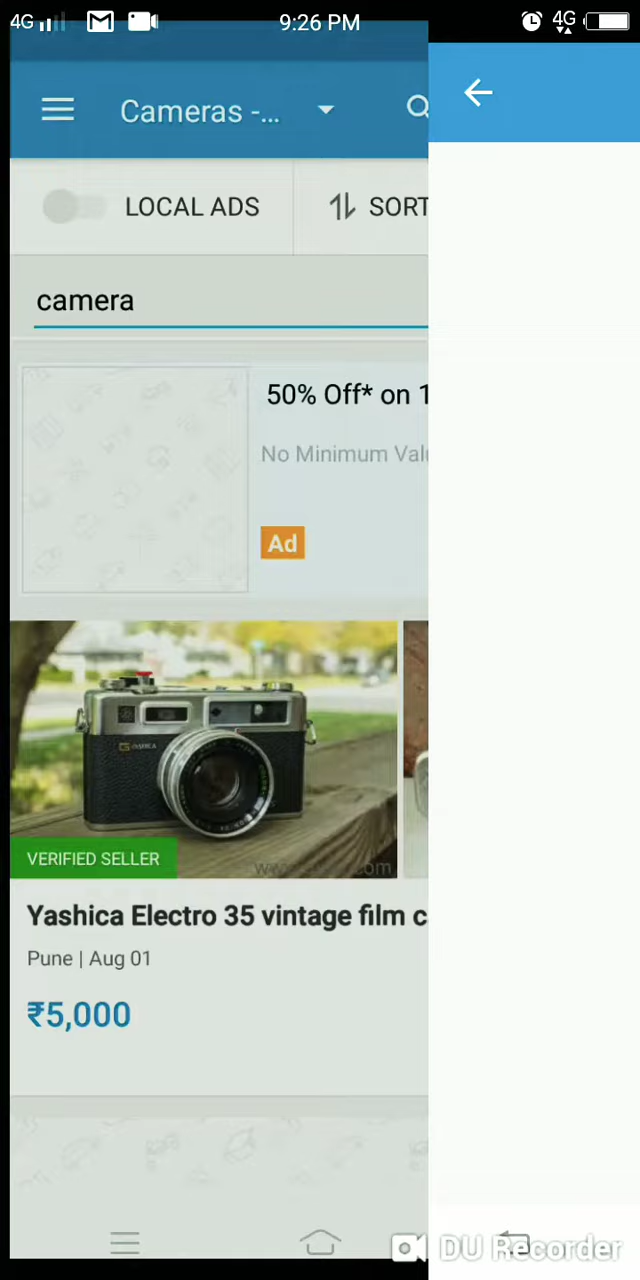 4G 9:26 PM 4G
Cameras -...
LOCAL ADS SORT
camera
50% Off* on 1
No Minimum Valu
Ad
YASHICA
VERIFIED SELLER
Yashica Electro 35 vintage film c
Pune | Aug 01
₹5,000
DU Recorder